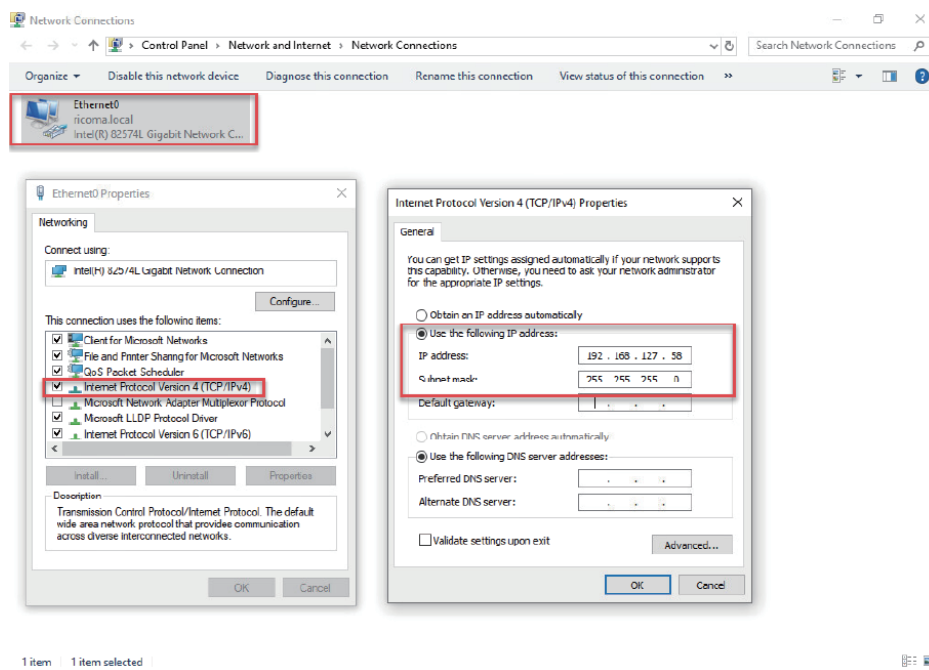 Network Connections
Control Panel > Network and Internet > Network Connections
Search Network Connections
Organize Disable this network device Diagnose this connection Rename this connection View status of this connection »
Ethernet0
ricoma.local
Intel(R) 82574L Gigabit Network C...
Ethernet0 Properties
Networking
Connect using:
Intel(R) 82574L Gigabit Network Connection
Configure...
This connection uses the following items:
Client for Microsoft Networks
File and Printer Sharing for Microsoft Networks
QoS Packet Scheduler
Internet Protocol Version 4 (TCP/IPv4)
Microsoft Network Adapter Multiplexor Protocol
Microsoft LLDP Protocol Driver
Internet Protocol Version 6 (TCP/IPv6)
Install... Uninstall Properties
Description
Transmission Control Protocol/Internet Protocol. The default
wide area network protocol that provides communication
across diverse interconnected networks.
OK Cancel
Internet Protocol Version 4 (TCP/IPv4) Properties
General
You can get IP settings assigned automatically if your network supports
this capability. Otherwise, you need to ask your network administrator
for the appropriate IP settings.
Obtain an IP address automatically
Use the following IP address:
IP address: 192 . 168 . 127 . 58
Subnet mask: 255 . 255 . 255 . 0
Default gateway: . . .
Obtain DNS server address automatically
Use the following DNS server addresses:
Preferred DNS server: . . .
Alternate DNS server: . . .
Validate settings upon exit
Advanced...
OK Cancel
1 item 1 item selected